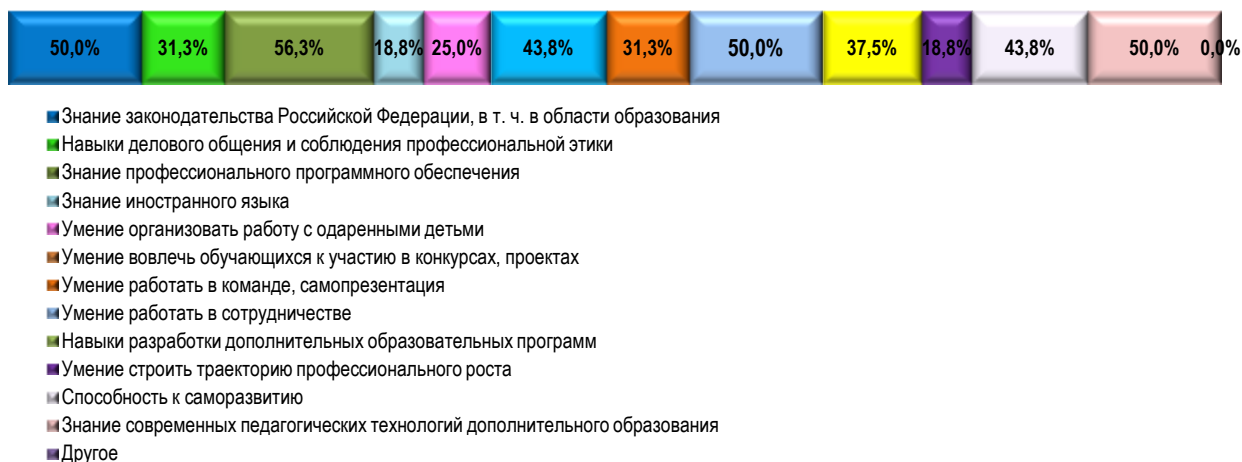 50,0% 31,3% 56,3% 18,8% 25,0% 43,8% 31,3% 50,0% 37,5% 18,8% 43,8% 50,0% 0,0%
Знание законодательства Российской Федерации, в т. ч. в области образования
Навыки делового общения и соблюдения профессиональной этики
Знание профессионального программного обеспечения
Знание иностранного языка
Умение организовать работу с одаренными детьми
Умение вовлечь обучающихся к участию в конкурсах, проектах
Умение работать в команде, самопрезентация
Умение работать в сотрудничестве
Навыки разработки дополнительных образовательных программ
Умение строить траекторию профессионального роста
Способность к саморазвитию
Знание современных педагогических технологий дополнительного образования
Другое